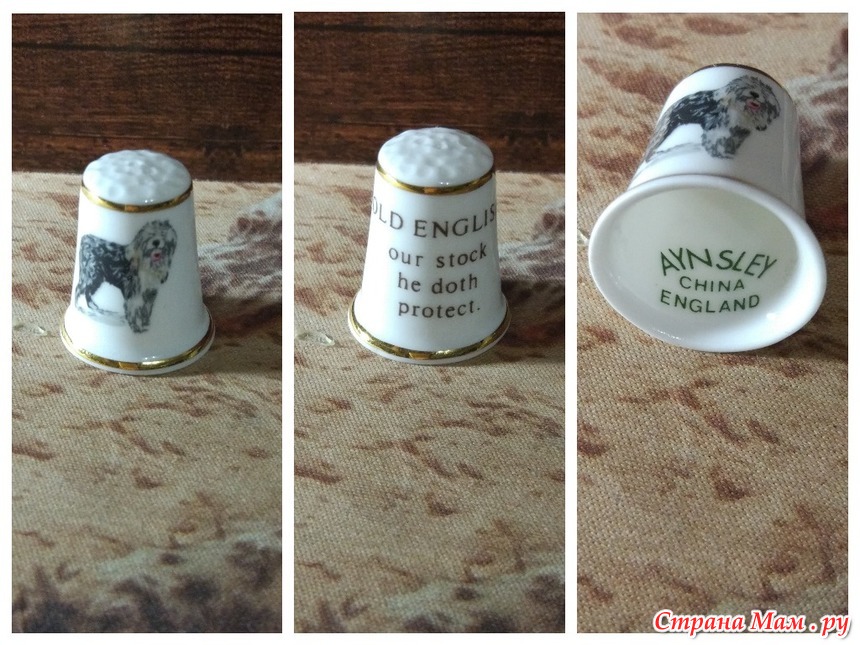 OLD ENGLIS
our stock
he doth
protect.
AYNSLEY
CHINA
ENGLAND
Страна Мам.ру